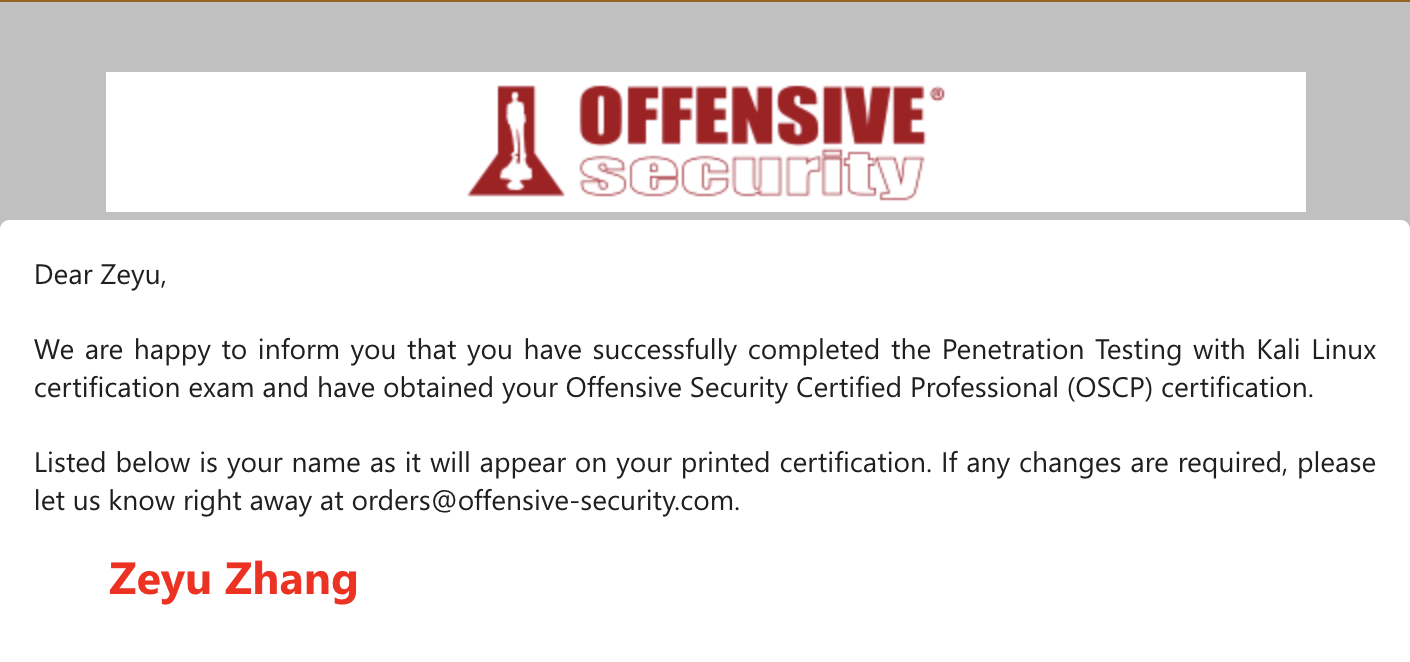 OFFENSIVE®
security
Dear Zeyu,
We are happy to inform you that you have successfully completed the Penetration Testing with Kali Linux
certification exam and have obtained your Offensive Security Certified Professional (OSCP) certification.
Listed below is your name as it will appear on your printed certification. If any changes are required, please
let us know right away at orders@offensive-security.com.
Zeyu Zhang